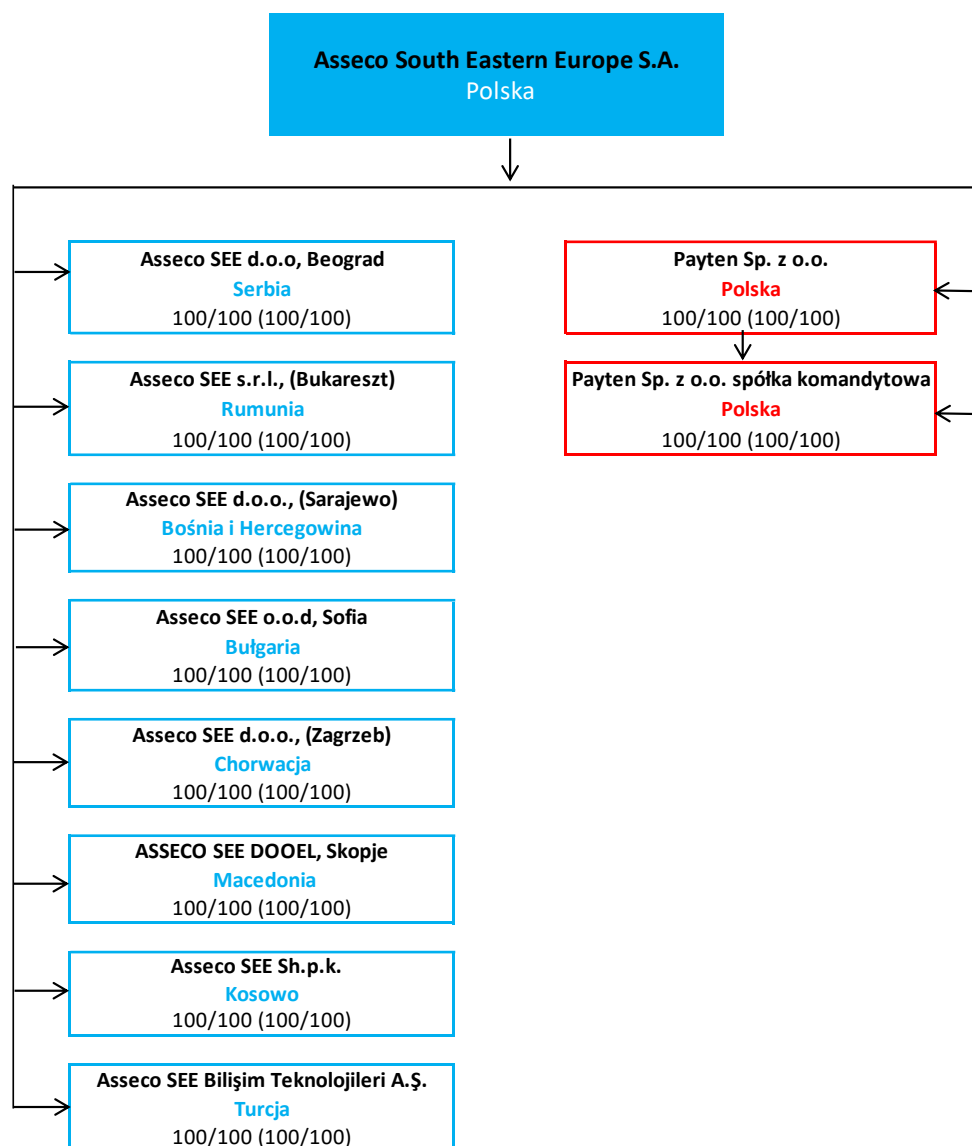 Asseco South Eastern Europe S.A.
Polska
Asseco SEE d.o.o, Beograd
Serbia
100/100 (100/100)
Asseco SEE s.r.l., (Bukareszt)
Rumunia
100/100 (100/100)
Asseco SEE d.o.o., (Sarajewo)
Bośnia i Hercegowina
100/100 (100/100)
Asseco SEE o.o.d, Sofia
Bułgaria
100/100 (100/100)
Asseco SEE d.o.o., (Zagrzeb)
Chorwacja
100/100 (100/100)
ASSECO SEE DOOEL, Skopje
Macedonia
100/100 (100/100)
Asseco SEE Sh.p.k.
Kosowo
100/100 (100/100)
Asseco SEE Bilişim Teknolojileri A.Ş.
Turcja
100/100 (100/100)
Payten Sp. z o.o.
Polska
100/100 (100/100)
Payten Sp. z o.o. spółka komandytowa
Polska
100/100 (100/100)